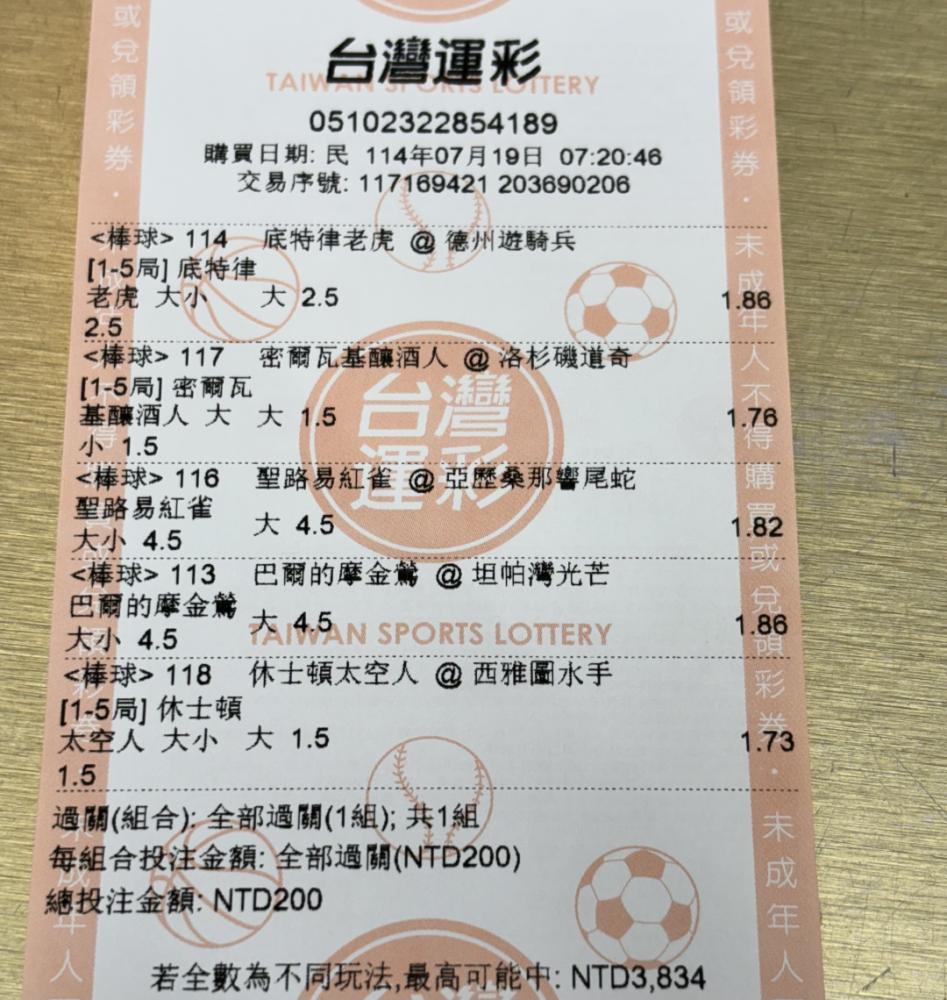 台灣運彩
TAIWAN SPORTS LOTTERY
05102322854189
購買日期: 民 114年07月19日 07:20:46
交易序號: 117169421 203690206
<棒球> 114 底特律老虎 @ 德州遊騎兵
[1-5局] 底特律
老虎 大小 大 2.5 1.86
2.5
<棒球> 117 密爾瓦基釀酒人 @ 洛杉磯道奇
[1-5局] 密爾瓦
基釀酒人 大 大 1.5 1.76
小 1.5
<棒球> 116 聖路易紅雀 @ 亞歷桑那響尾蛇
聖路易紅雀
大小 4.5 大 4.5 1.82
<棒球> 113 巴爾的摩金鶯 @ 坦帕灣光芒
巴爾的摩金鶯
大小 4.5 大 4.5 1.86
<棒球> 118 休士頓太空人 @ 西雅圖水手
[1-5局] 休士頓
太空人 大小 大 1.5 1.73
1.5
過關(組合): 全部過關(1組); 共1組
每組合投注金額: 全部過關(NTD200)
總投注金額: NTD200
若全數為不同玩法,最高可能中: NTD3,834
台灣
運彩
TAIWAN SPORTS LOTTERY
或兌領彩券·
或兌領彩券·未成年人不得購買或兌領彩券·未成年人